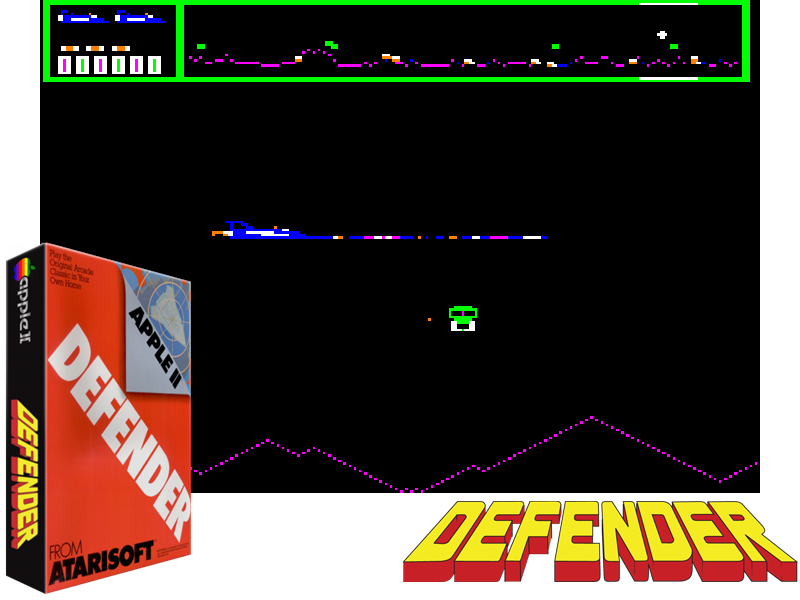 Play the
Original Arcade
Classic in Your
Own Home
apple II
APPLE II
DEFENDER
DEFENDER
FROM
ATARISOFT
DEFENDER